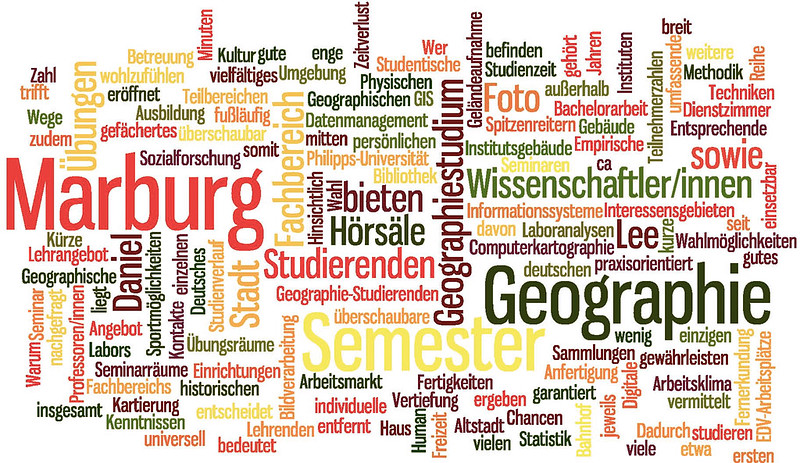 Marburg
Geographie
Semester
Wissenschaftler/innen
Geographiestudium
Studierenden
Fachbereich
Hörsäle
bieten
Stadt
Daniel
Foto
sowie
Lee
Übungen
Minuten
Betreuung
Kultur
gute
enge
Zeitverlust
Wer
Studentische
Geländeaufnahme
befinden
Studienzeit
gehört
Jahren
Instituten
breit
weitere
umfassende
Methodik
Reihe
Zahl
trifft
wohlzufühlen
vielfältiges
Umgebung
Physischen
außerhalb
Techniken
eröffnet
Teilbereichen
Geographischen
GIS
Bachelorarbeit
Teilnehmerzahlen
Dienstzimmer
Wege
Ausbildung
fußläufig
Datenmanagement
Spitzenreitern
Gebäude
Entsprechende
zudem
gefächertes
überschaubar
mitten
persönlichen
Institutsgebäude
Empirische
Sozialforschung
somit
Philipps-Universität
Bibliothek
Seminaren
ca
einsetzbar
Hinsichtlich
Wahl
Informationssysteme
Interessensgebieten
seit
Kürze
Lehrangebot
davon
Laboranalysen
kurze
Wahlmöglichkeiten
Computerkartographie
gutes
Geographische
liegt
Sportmöglichkeiten
Kontakte
einzelnen
Deutsches
Studienverlauf
deutschen
praxisorientiert
Geographie-Studierenden
Warum
Seminar
nachgefragt
Professoren/innen
Angebot
Labors
Übungsräume
überschaubare
wenig
einzigen
Seminarräume
Einrichtungen
Bildverarbeitung
Sammlungen
gewährleisten
Fernerkundung
EDV-Arbeitsplätze
Fachbereichs
historischen
Arbeitsmarkt
Fertigkeiten
Anfertigung
Digitale
Arbeitsklima
insgesamt
Kartierung
individuelle
Vertiefung
ergeben
garantiert
jeweils
vermittelt
Kenntnissen
entscheidet
Lehrenden
entfernt
Haus
Human
Freizeit
Altstadt
Chancen
Bahnhof
Dadurch
studieren
universell
bedeutet
vielen
Statistik
viele
etwa
ersten